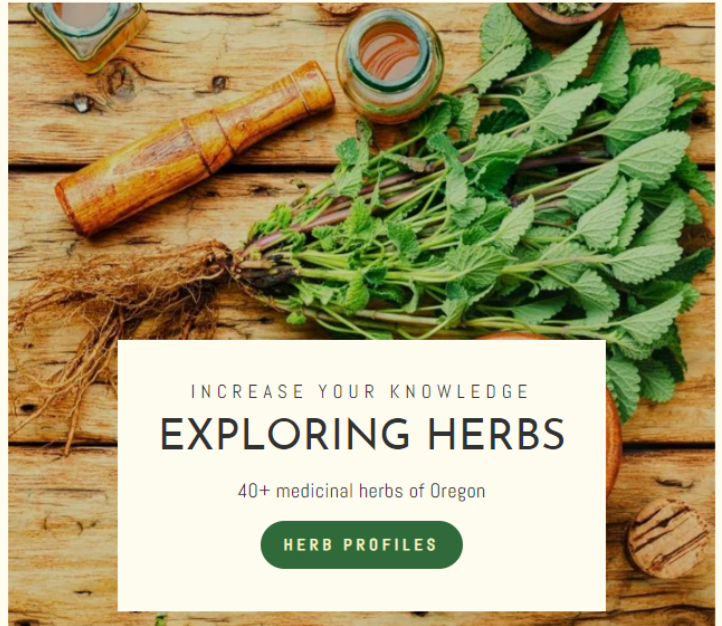 INCREASE YOUR KNOWLEDGE
EXPLORING HERBS
40+ medicinal herbs of Oregon
HERB PROFILES